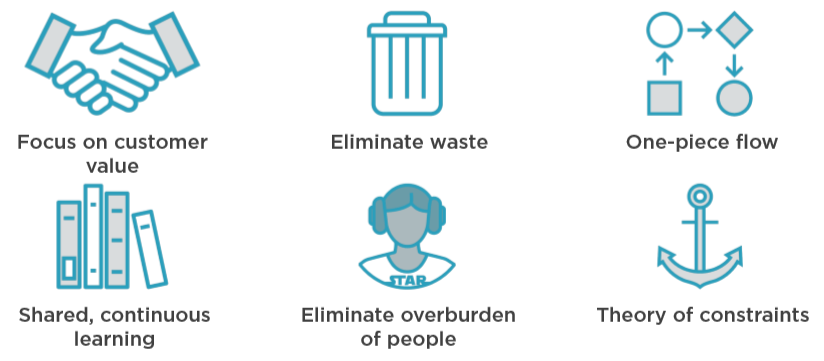 Focus on customer
value
Eliminate waste
One-piece flow
STAR
Shared, continuous
learning
Eliminate overburden
of people
Theory of constraints